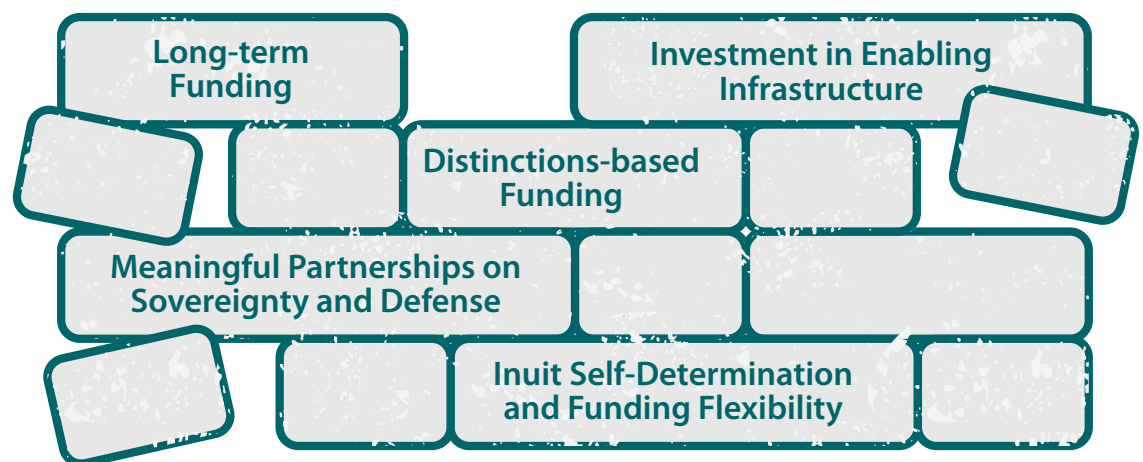 Long-term
Funding
Investment in Enabling
Infrastructure
Distinctions-based
Funding
Meaningful Partnerships on
Sovereignty and Defense
Inuit Self-Determination
and Funding Flexibility